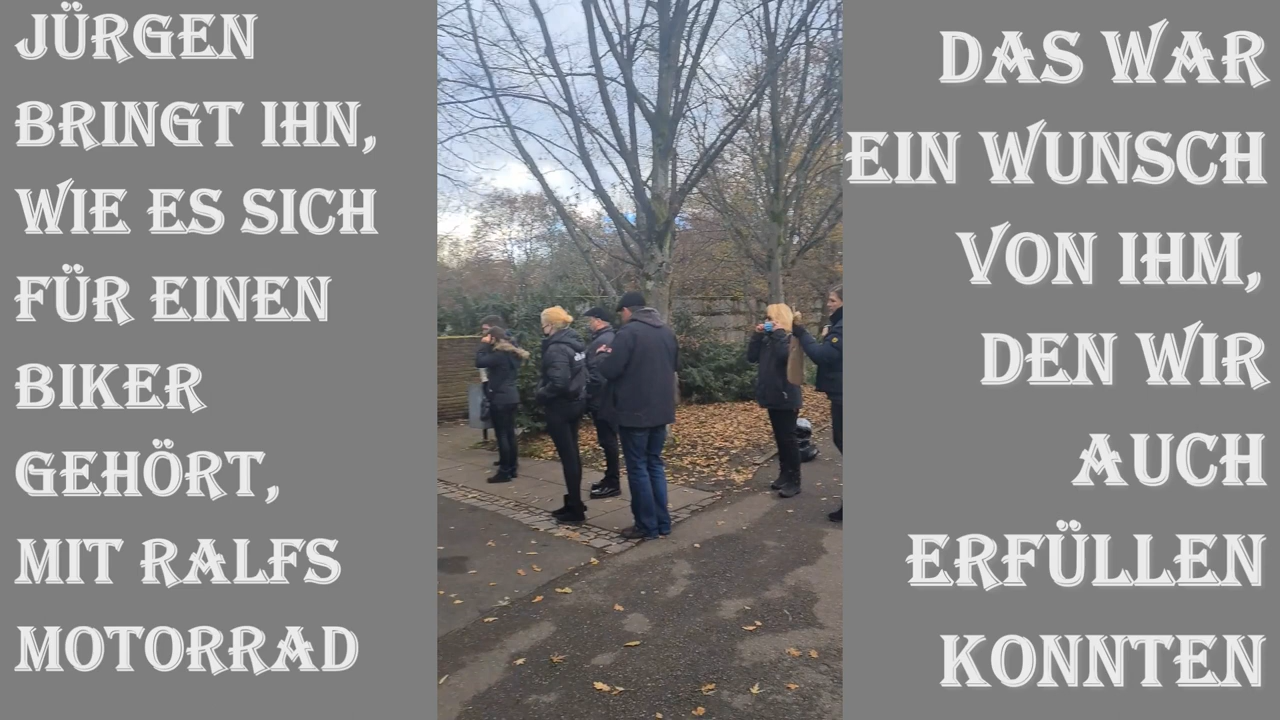 JÜRGEN
BRINGT IHN,
WIE ES SICH
FÜR EINEN
BIKER
GEHÖRT,
MIT RALFS
MOTORRAD
DAS WAR
EIN WUNSCH
VON IHM,
DEN WIR
AUCH
ERFÜLLEN
KONNTEN